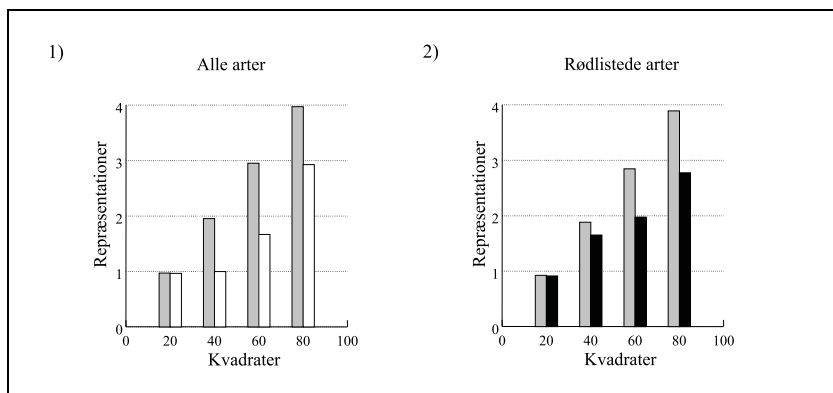 1)
Alle arter
Repræsentationer
4
3
2
1
0
0 20 40 60 80 100
Kvadrater
2)
Rødlistede arter
Repræsentationer
4
3
2
1
0
0 20 40 60 80 100
Kvadrater